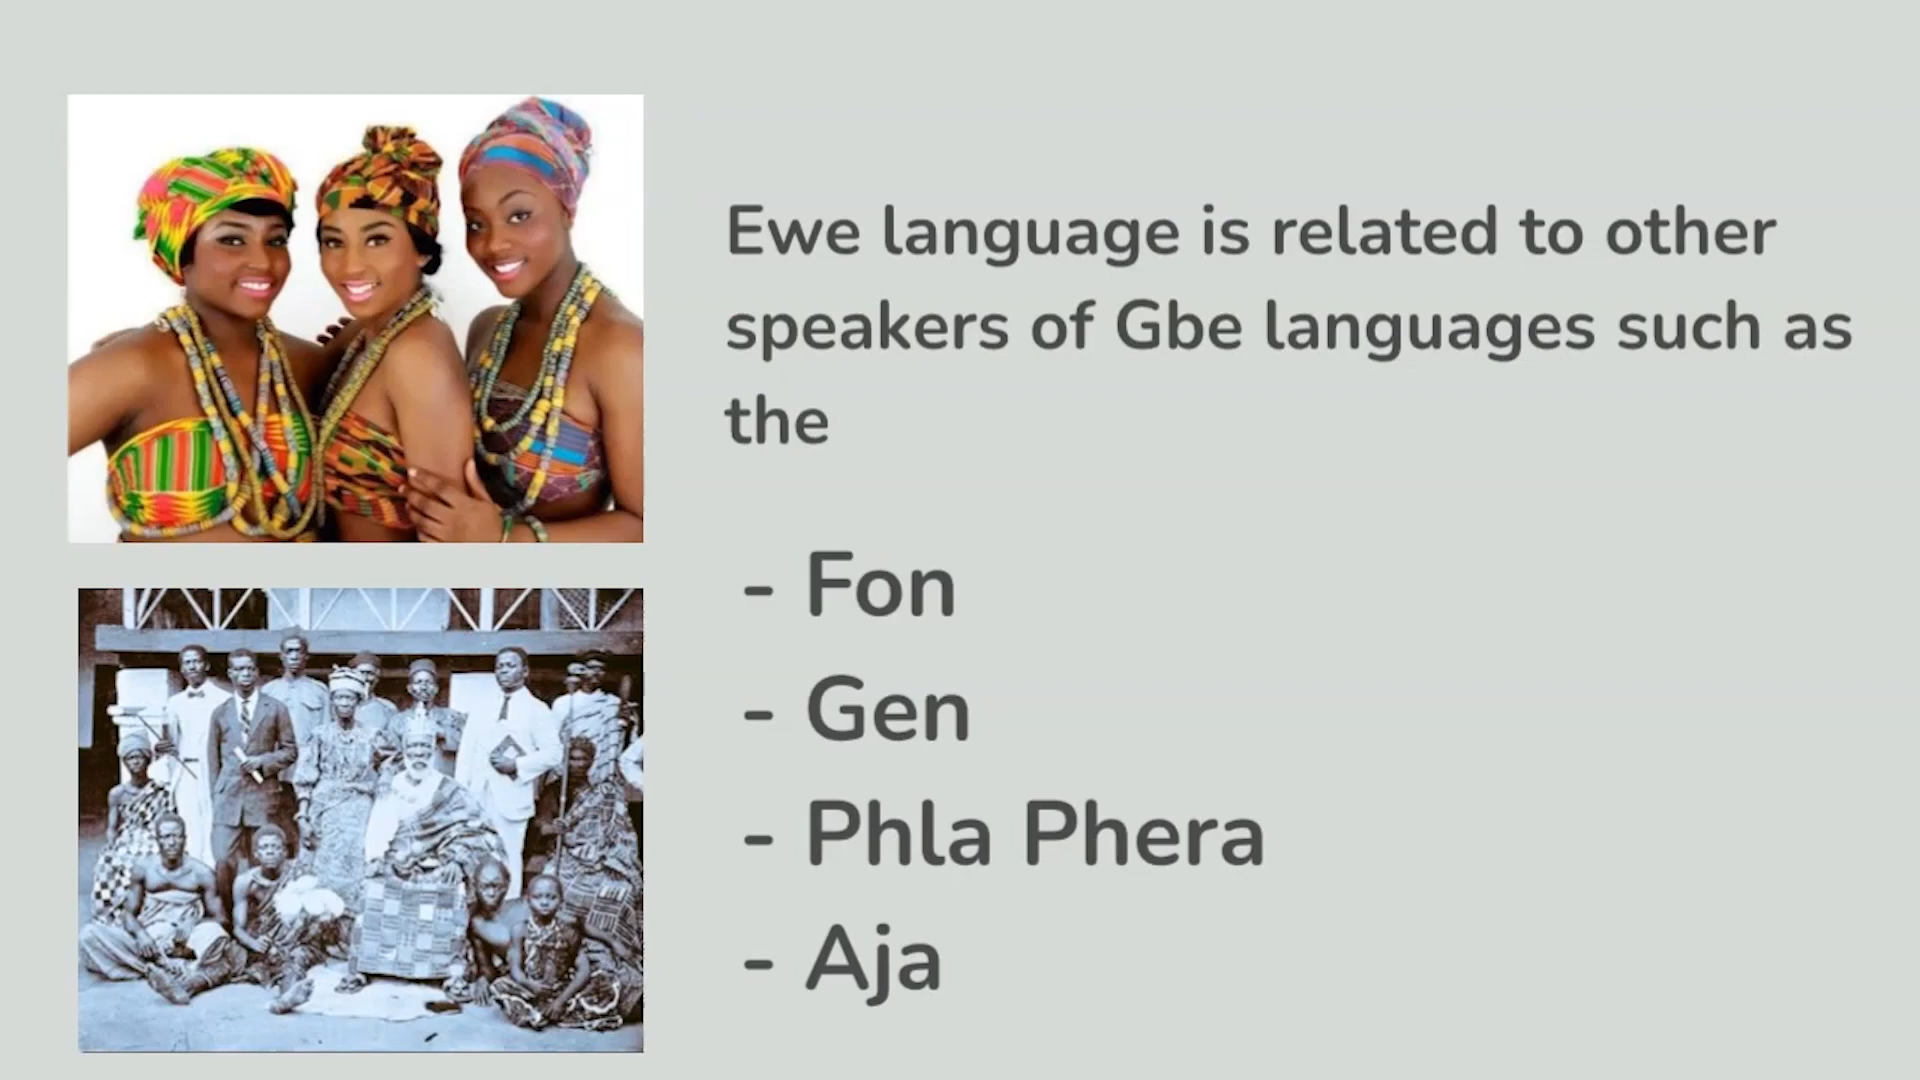 Ewe language is related to other
speakers of Gbe languages such as
the
- Fon
- Gen
- Phla Phera
- Aja